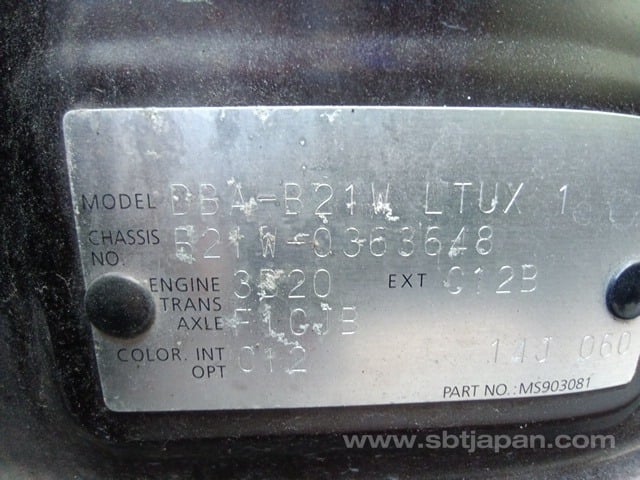 MODEL DBA-B21W LTUX 1
CHASSIS NO. B21W-0363648
ENGINE 3B20 EXT C12B
TRANS AXLE F1CJB
COLOR. INT OPT C12
14J 060
PART NO.: MS903081
www.sbtjapan.com